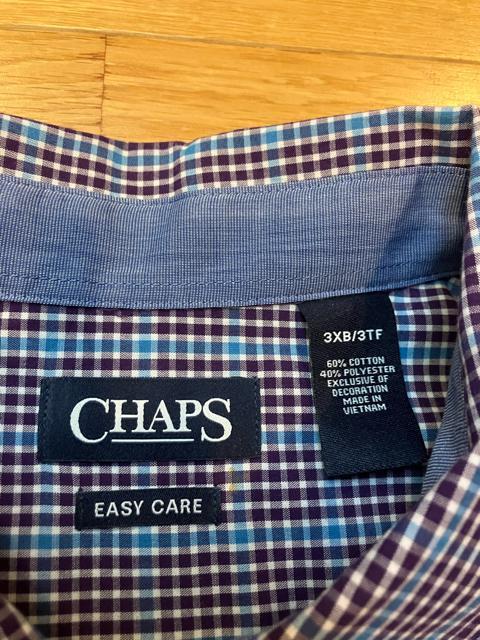 3XB/3TF
60% COTTON
40% POLYESTER
EXCLUSIVE OF
DECORATION
MADE IN
VIETNAM
CHAPS
EASY CARE